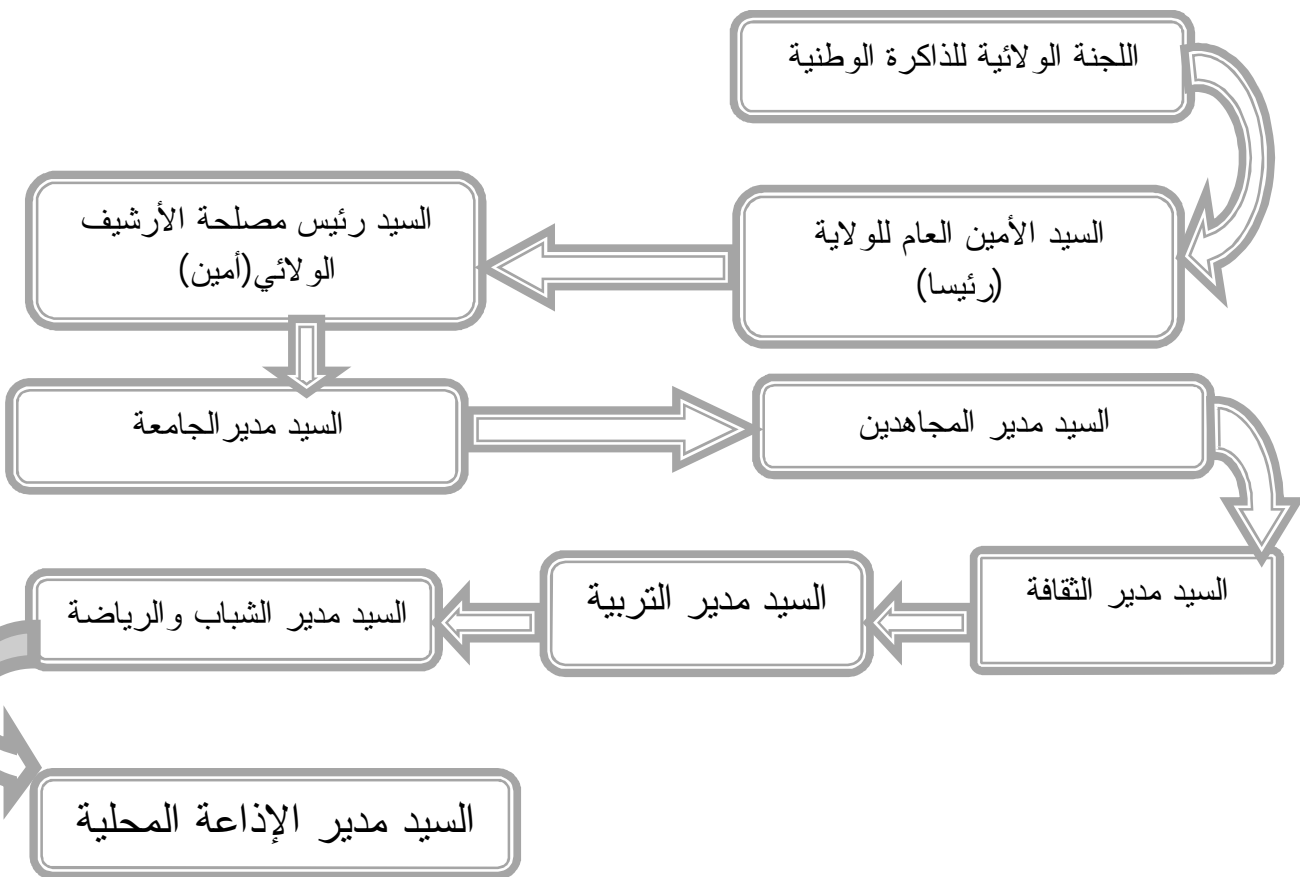 اللجنة الولائية للذاكرة الوطنية
السيد الأمين العام للولاية
(رئيسا)
السيد رئيس مصلحة الأرشيف
الولائي(أمين)
السيد مدير الجامعة
السيد مدير المجاهدين
السيد مدير الثقافة
السيد مدير التربية
السيد مدير الشباب والرياضة
السيد مدير الإذاعة المحلية